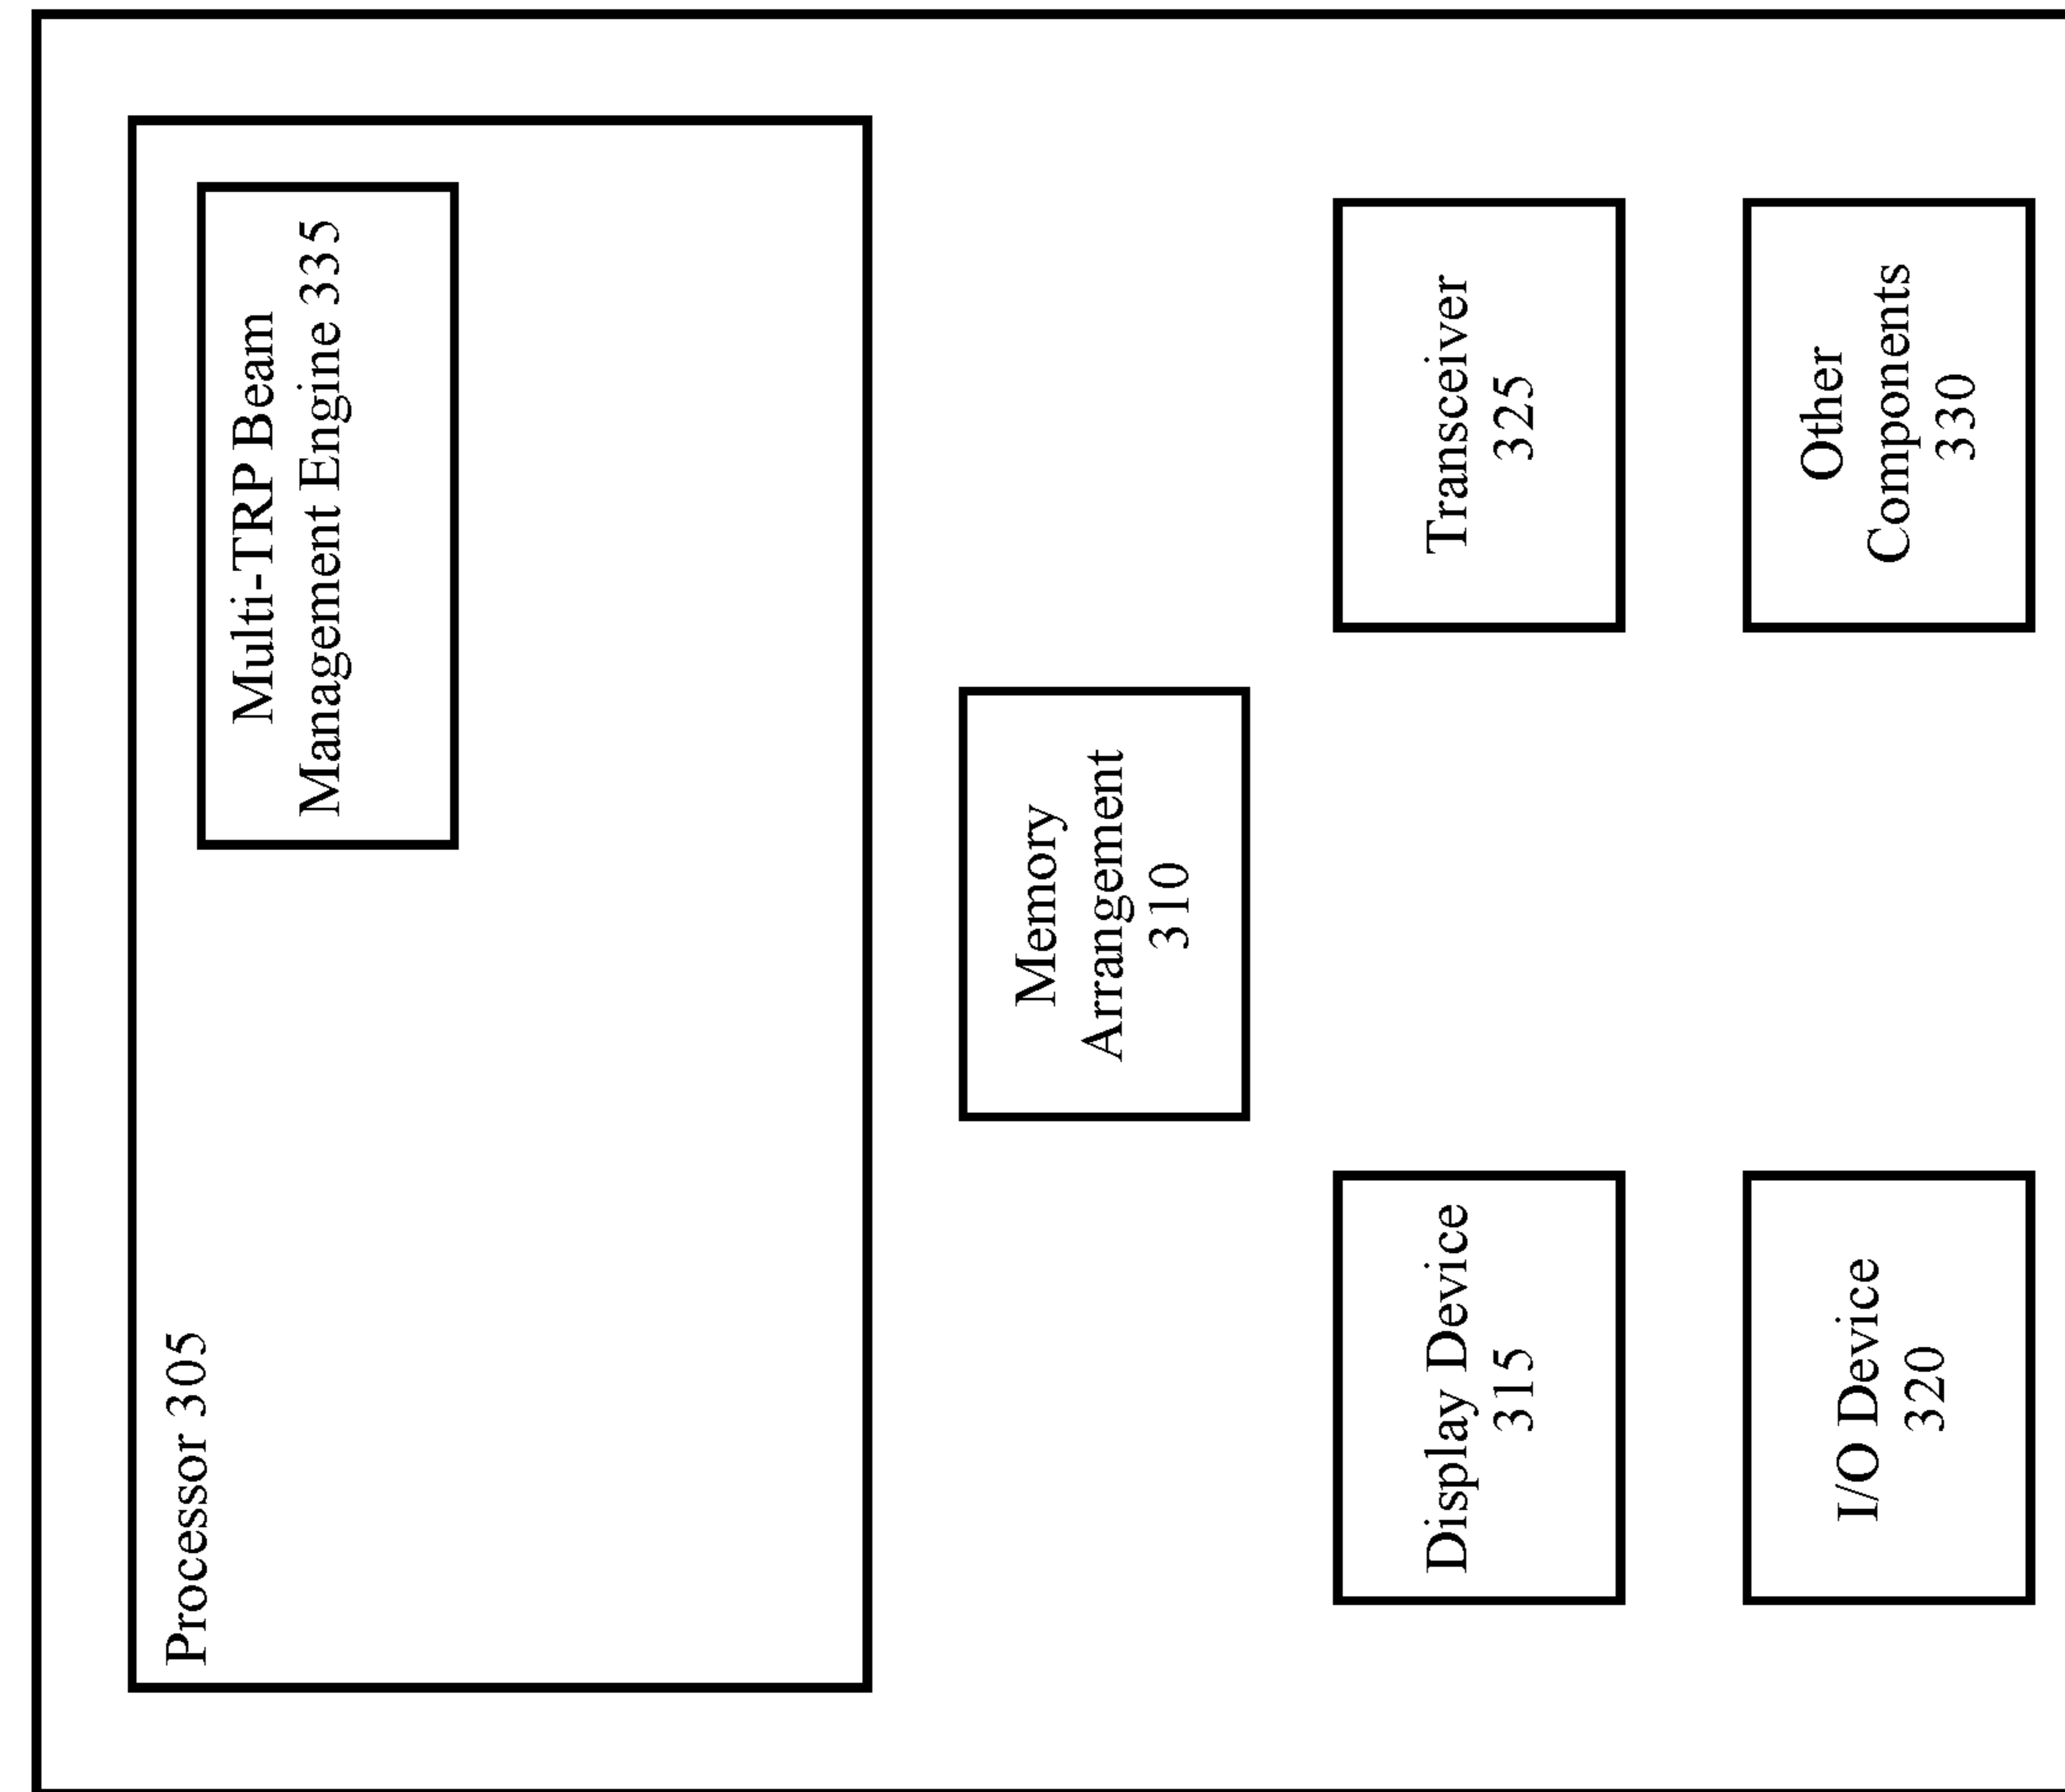 Processor 305
Multi-TRP Beam
Management Engine 335
Memory
Arrangement
310
Display Device
315
Transceiver
325
I/O Device
320
Other
Components
330